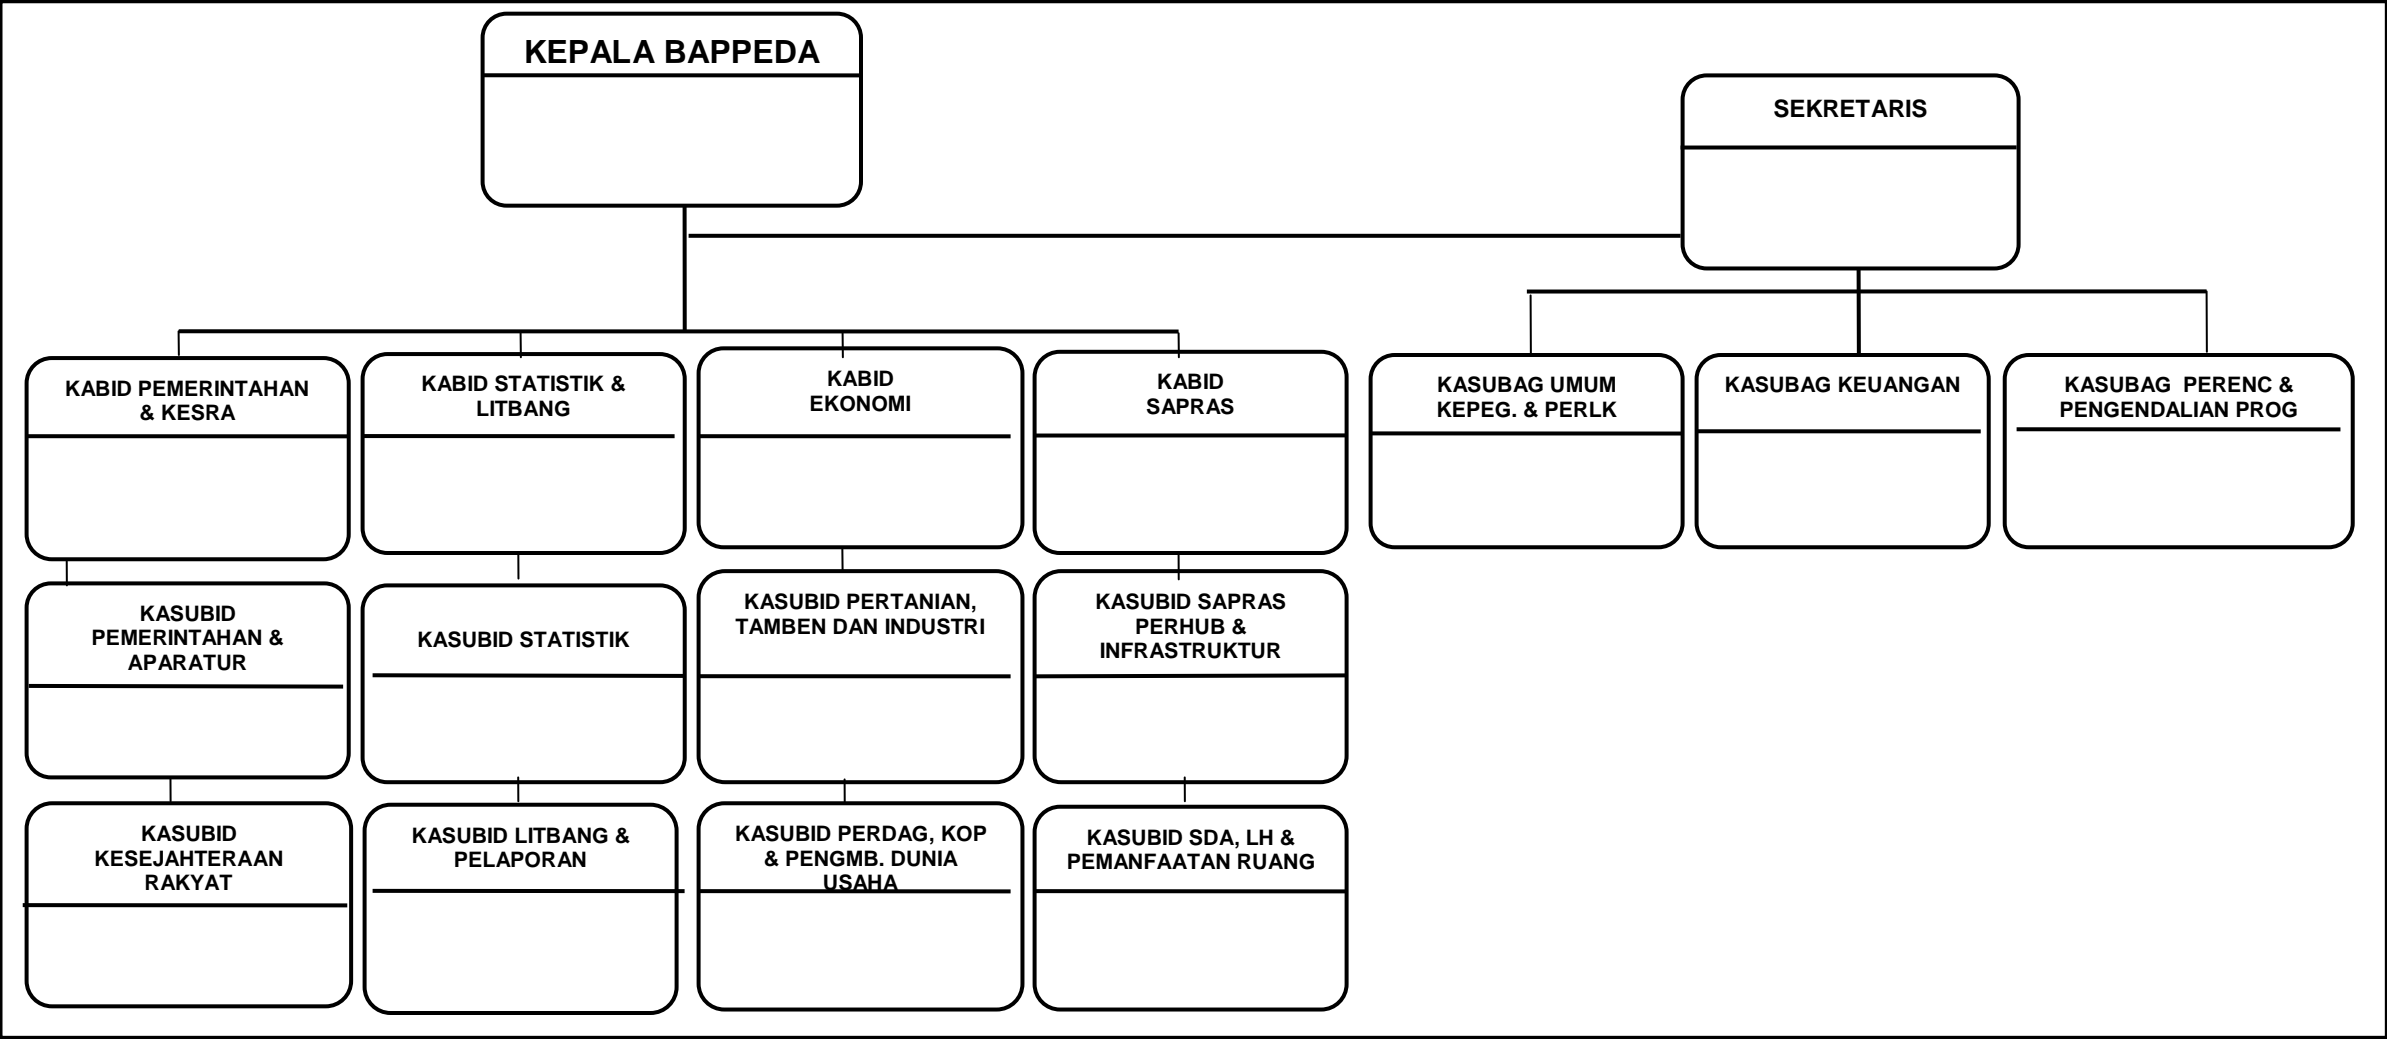 KEPALA BAPPEDA
SEKRETARIS
KABID PEMERINTAHAN
& KESRA
KABID STATISTIK &
LITBANG
KABID
EKONOMI
KABID
SAPRAS
KASUBAG UMUM
KEPEG. & PERLK
KASUBAG KEUANGAN
KASUBAG PERENC &
PENGENDALIAN PROG
KASUBID
PEMERINTAHAN &
APARATUR
KASUBID STATISTIK
KASUBID PERTANIAN,
TAMBEN DAN INDUSTRI
KASUBID SAPRAS
PERHUB &
INFRASTRUKTUR
KASUBID
KESEJAHTERAAN
RAKYAT
KASUBID LITBANG &
PELAPORAN
KASUBID PERDAG, KOP
& PENGMB. DUNIA
USAHA
KASUBID SDA, LH &
PEMANFAATAN RUANG